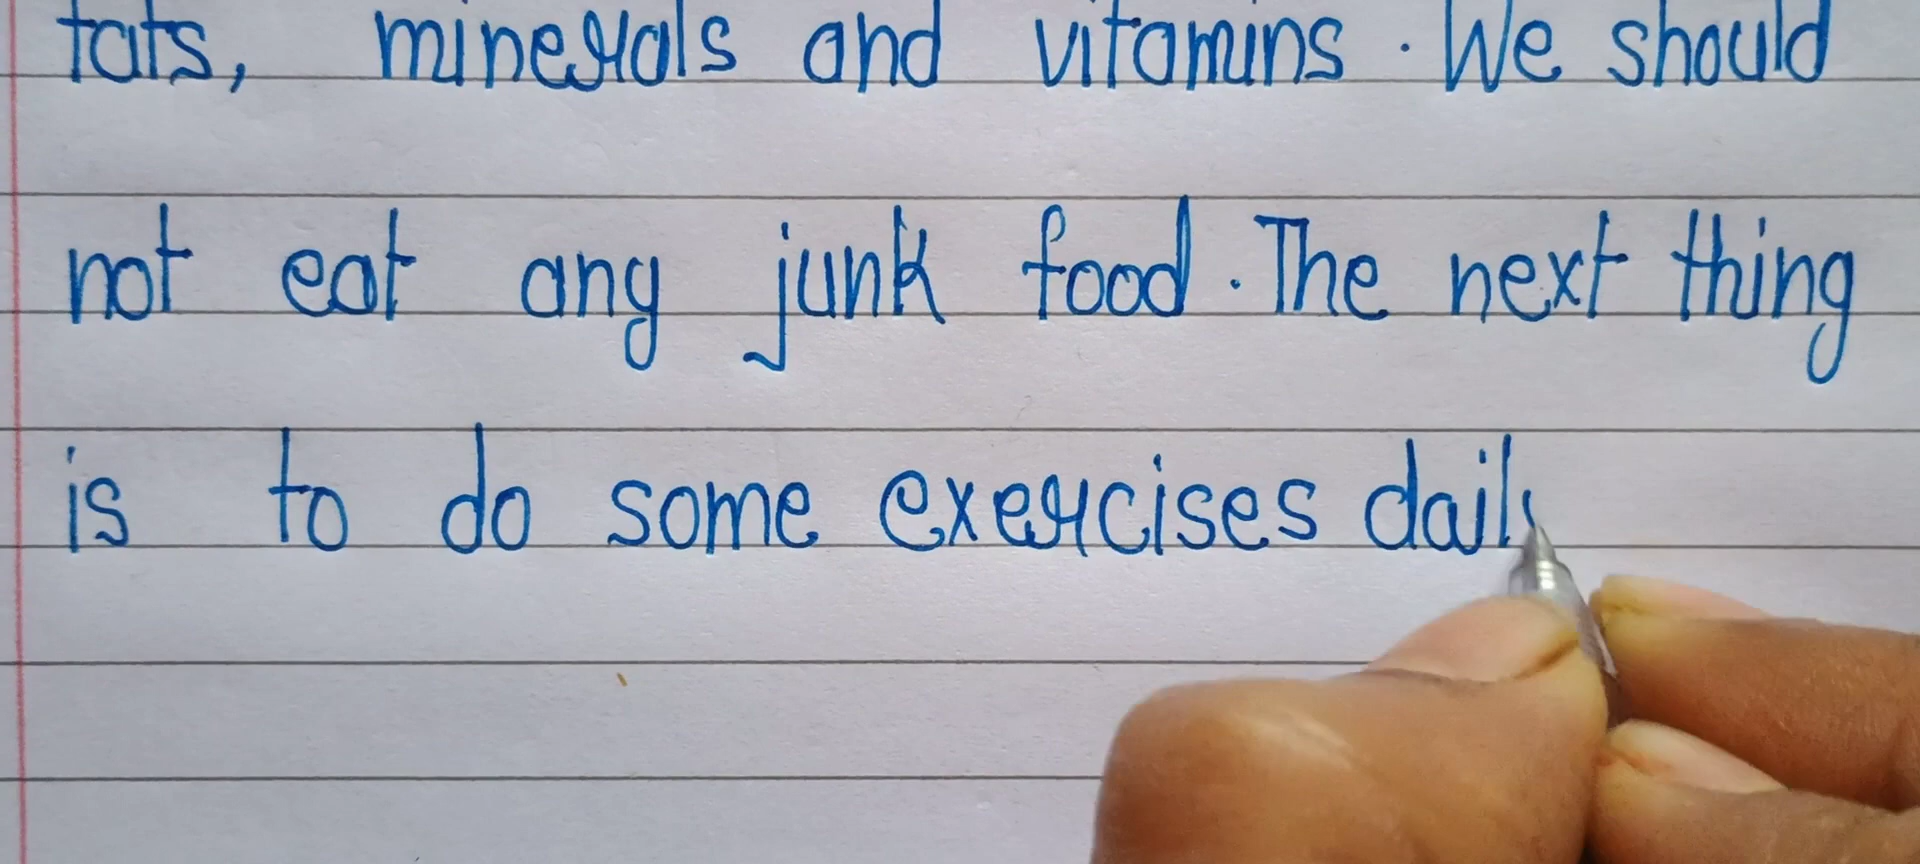 fats, minerals and vitamins. We should
not eat any junk food. The next thing
is to do some exercises dail